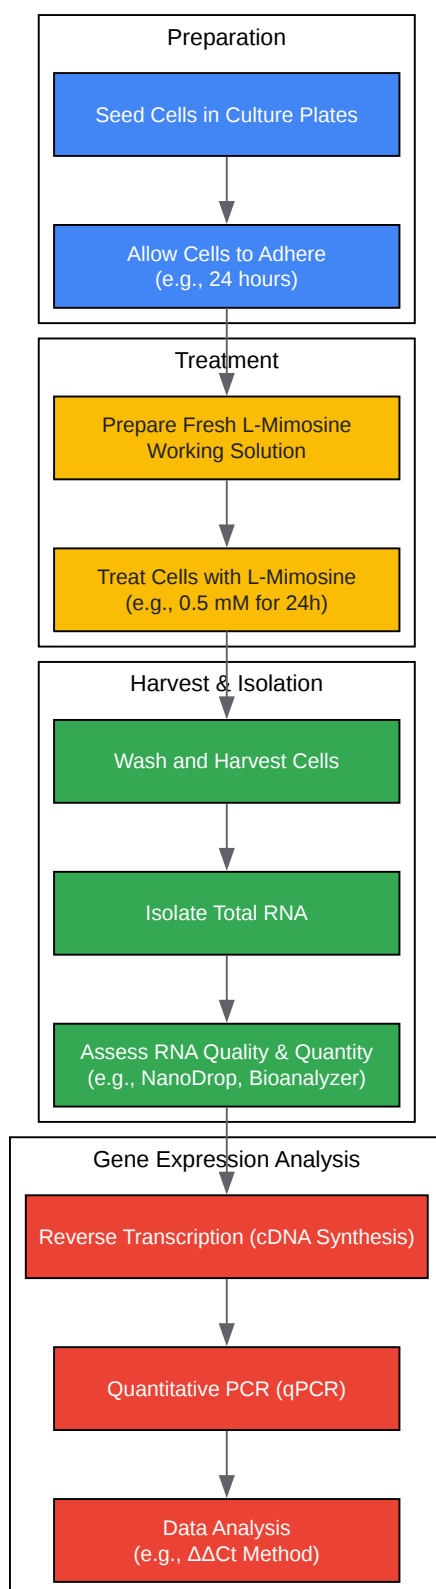 Preparation
Seed Cells in Culture Plates
Allow Cells to Adhere
(e.g., 24 hours)
Treatment
Prepare Fresh L-Mimosine
Working Solution
Treat Cells with L-Mimosine
(e.g., 0.5 mM for 24h)
Harvest & Isolation
Wash and Harvest Cells
Isolate Total RNA
Assess RNA Quality & Quantity
(e.g., NanoDrop, Bioanalyzer)
Gene Expression Analysis
Reverse Transcription (cDNA Synthesis)
Quantitative PCR (qPCR)
Data Analysis
(e.g., ΔΔCt Method)